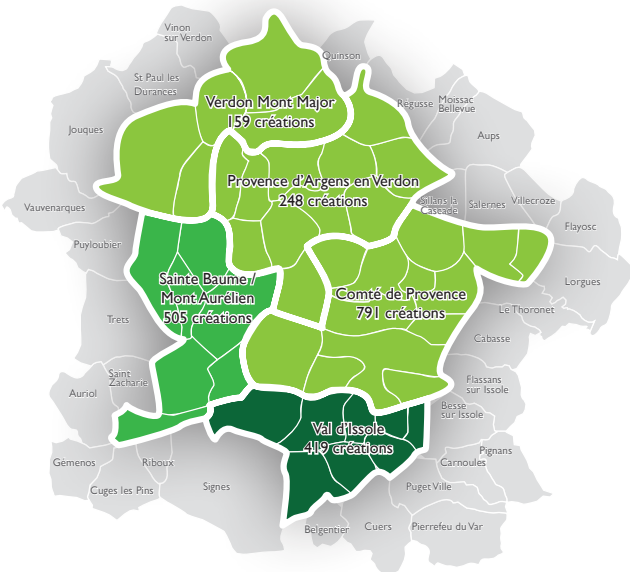 Vinon
sur Verdon
Quinson
St Paul les
Durances
Régusse
Moissac
Bellevue
Verdon Mont Major
159 créations
Jouques
Aups
Provence d'Argens en Verdon
248 créations
Vauvenarques
Sillans la
Cascade
Salernes
Villecroze
Flayosc
Puyloubier
Sainte Baume /
Mont Aurélien
505 créations
Comté de Provence
791 créations
Lorgues
Le Thoronet
Trets
Cabasse
Saint
Zacharie
Auriol
Flassans
sur Issole
Besse
sur Issole
Val d'Issole
419 créations
Pignans
Carnoules
Gémenos
Riboux
Cuges les Pins
Signes
Puget Ville
Belgentier
Cuers
Pierrefeu du Var